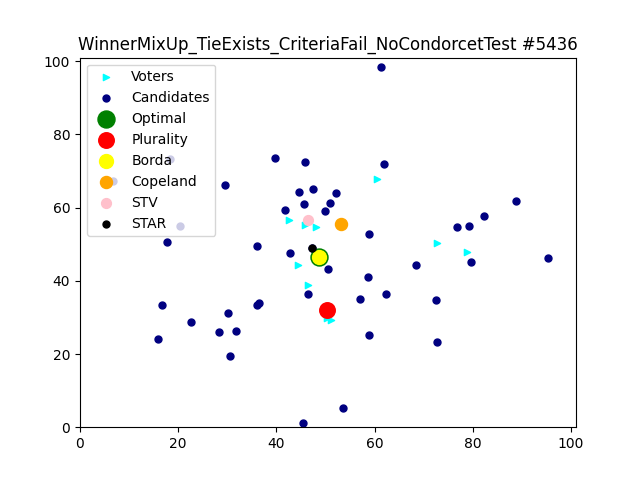 WinnerMixUp_TieExists_CriteriaFail_NoCondorcetTest #5436
100
80
60
40
20
0
Voters
Candidates
Optimal
Plurality
Borda
Copeland
STV
STAR
0 20 40 60 80 100